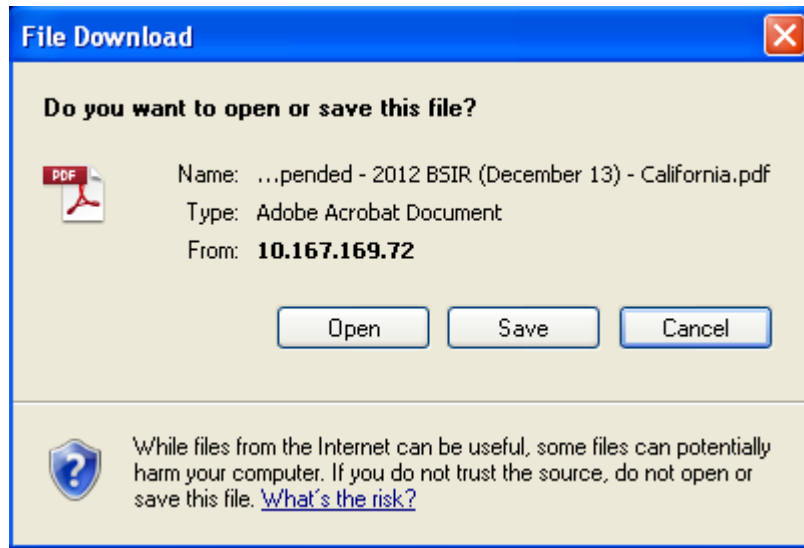 File Download
Do you want to open or save this file?
PDF
Name: ...pended - 2012 BSIR (December 13) - California.pdf
Type: Adobe Acrobat Document
From: 10.167.169.72
Open Save Cancel
While files from the Internet can be useful, some files can potentially
harm your computer. If you do not trust the source, do not open or
save this file. What's the risk?